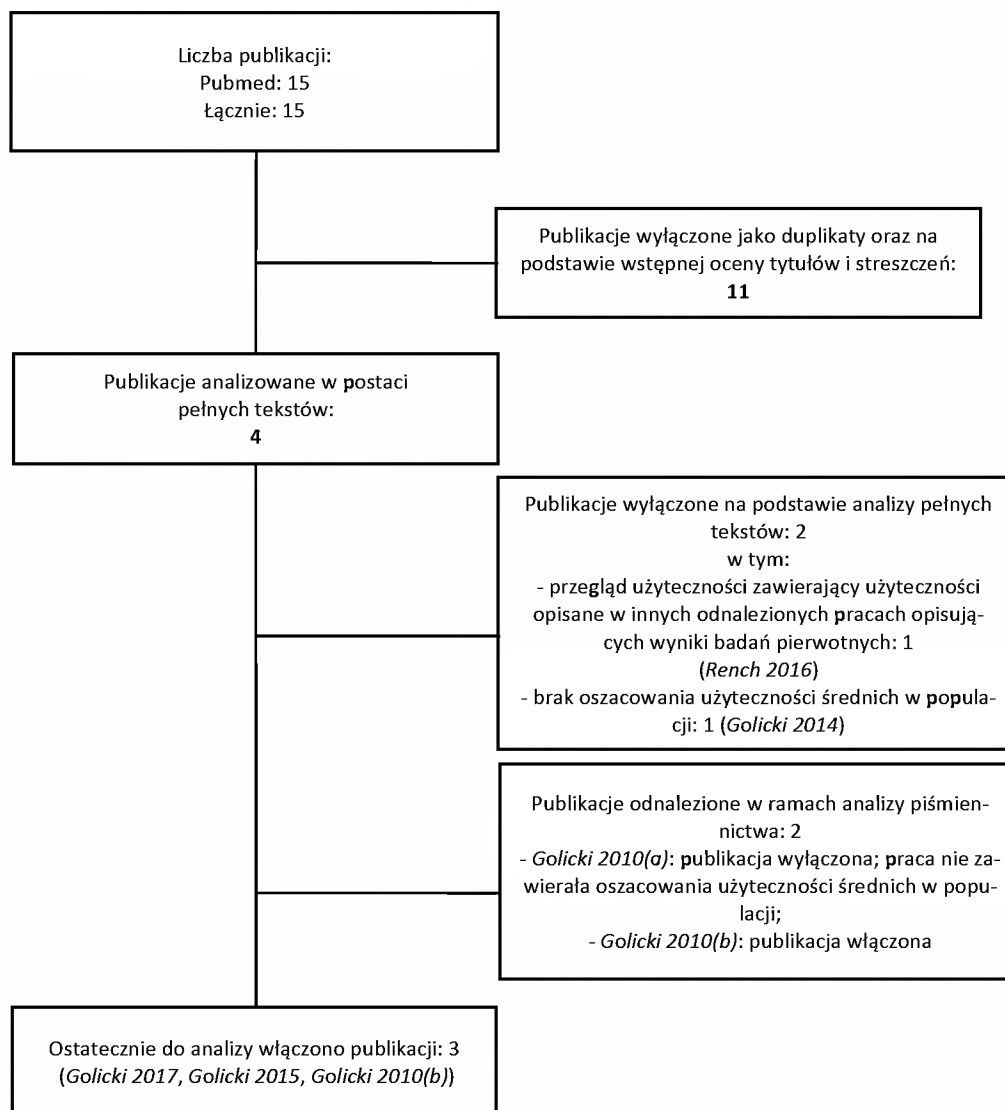 Liczba publikacji:
Pubmed: 15
Łącznie: 15
Publikacje wyłączone jako duplikaty oraz na
podstawie wstępnej oceny tytułów i streszczeń:
11
Publikacje analizowane w postaci
pełnych tekstów:
4
Publikacje wyłączone na podstawie analizy pełnych
tekstów: 2
w tym:
- przegląd użyteczności zawierający użyteczności
opisane w innych odnalezionych pracach opisują-
cych wyniki badań pierwotnych: 1
(Rench 2016)
- brak oszacowania użyteczności średnich w popula-
cji: 1 (Golicki 2014)
Publikacje odnalezione w ramach analizy piśmien-
nictwa: 2
- Golicki 2010(a): publikacja wyłączona; praca nie za-
wierała oszacowania użyteczności średnich w popu-
lacji;
- Golicki 2010(b): publikacja włączona
Ostatecznie do analizy włączono publikacji: 3
(Golicki 2017, Golicki 2015, Golicki 2010(b))